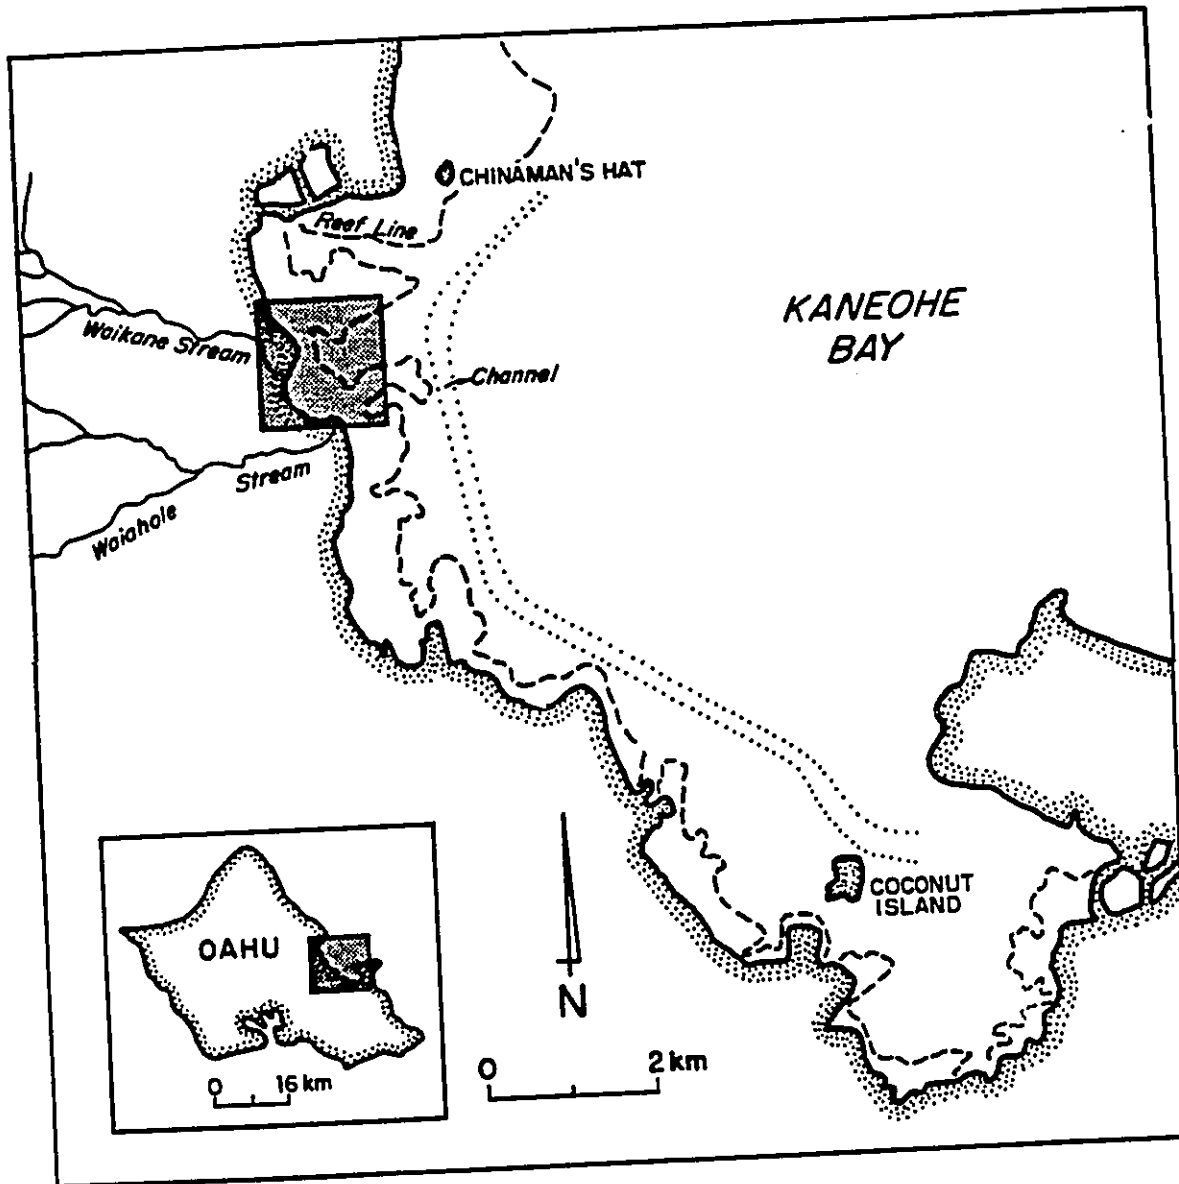 CHINAMAN'S HAT
Reef Line
KANEOHE
BAY
Waikane Stream
Channel
Stream
Waiahole
COCONUT
ISLAND
OAHU
N
0 16 km
0 2 km